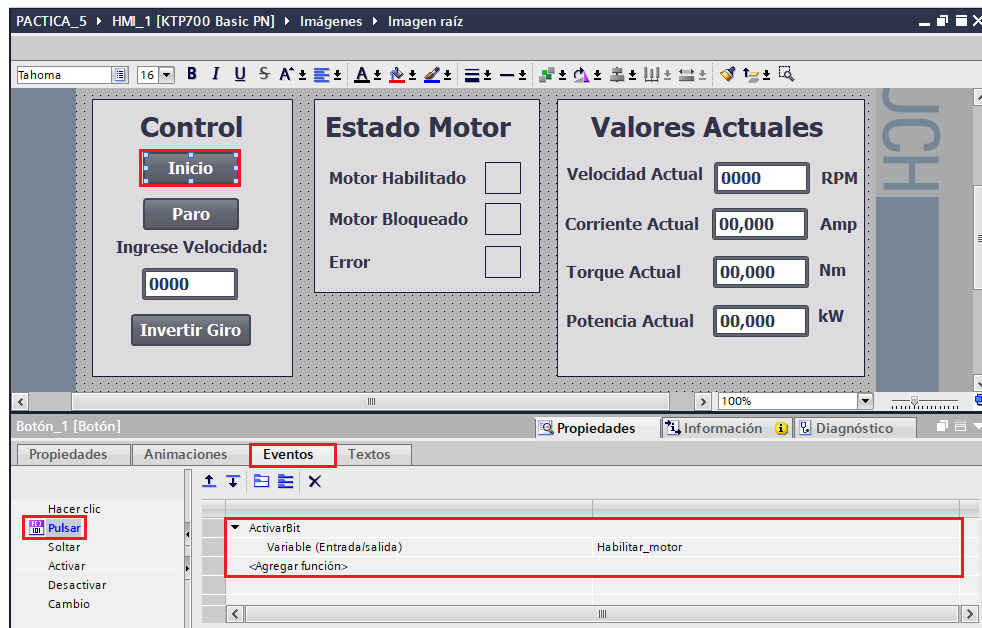 PACTICA_5 ▸ HMI_1 [KTP700 Basic PN] ▸ Imágenes ▸ Imagen raíz
Tahoma 16 B I U S A A
Control
Inicio
Paro
Ingrese Velocidad:
0000
Invertir Giro
Estado Motor
Motor Habilitado
Motor Bloqueado
Error
Valores Actuales
Velocidad Actual 0000 RPM
Corriente Actual 00,000 Amp
Torque Actual 00,000 Nm
Potencia Actual 00,000 kW
UCH
100%
Botón_1 [Botón]
Propiedades Información Diagnóstico
Propiedades Animaciones Eventos Textos
Hacer clic
Pulsar
Soltar
Activar
Desactivar
Cambio
ActivarBit
Variable (Entrada/salida) Habilitar_motor
<Agregar función>